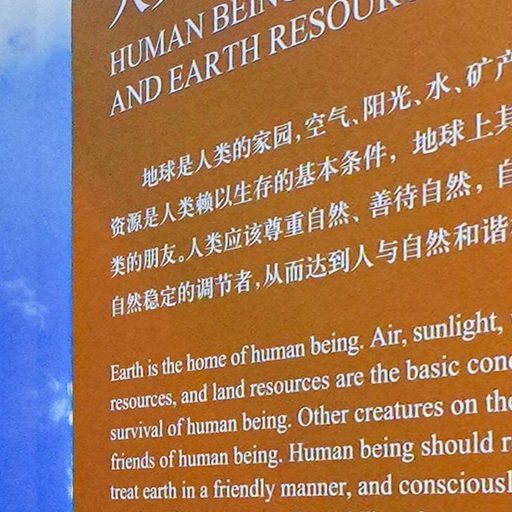 HUMAN BEING
AND EARTH RESOURC
地球是人类的家园，空气、阳光、水、矿产
资源是人类赖以生存的基本条件，地球上其
类的朋友。人类应该尊重自然、善待自然，自
自然稳定的调节者，从而达到人与自然和谐
Earth is the home of human being. Air, sunlight,
resources, and land resources are the basic con
survival of human being. Other creatures on the
friends of human being. Human being should r
treat earth in a friendly manner, and consciousl